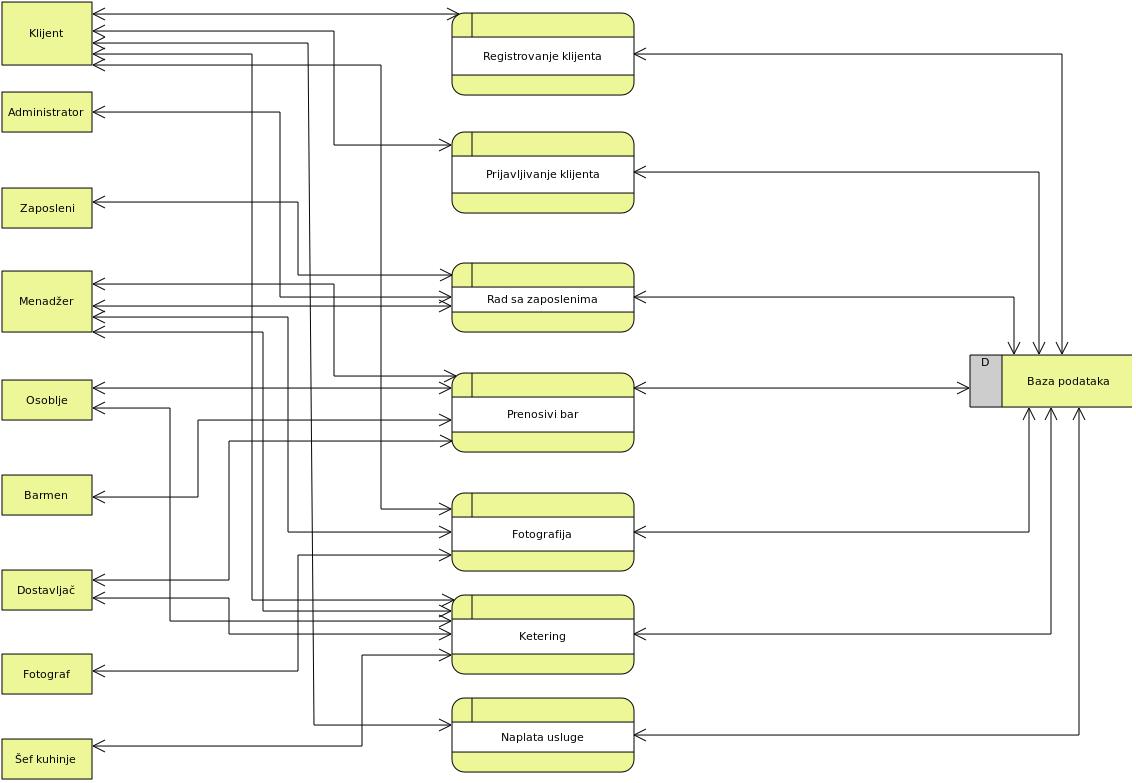 Klijent
Administrator
Zaposleni
Menadžer
Osoblje
Barmen
Dostavljač
Fotograf
Šef kuhinje
Registrovanje klijenta
Prijavljivanje klijenta
Rad sa zaposlenima
Prenosivi bar
Fotografija
Ketering
Naplata usluge
D
Baza podataka